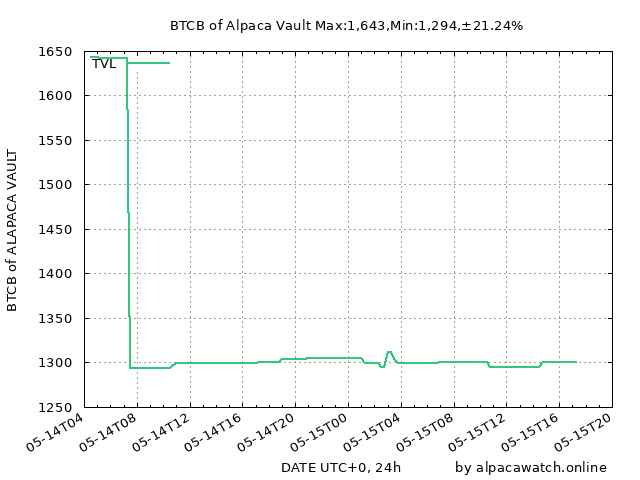 BTCB of Alpaca Vault Max:1,643,Min:1,294,±21.24%
TVL
BTCB of ALAPACA VAULT
1650
1600
1550
1500
1450
1400
1350
1300
1250
05-14T04
05-14T08
05-14T12
05-14T16
05-14T20
05-15T00
05-15T04
05-15T08
05-15T12
05-15T16
05-15T20
DATE UTC+0, 24h
by alpacawatch.online